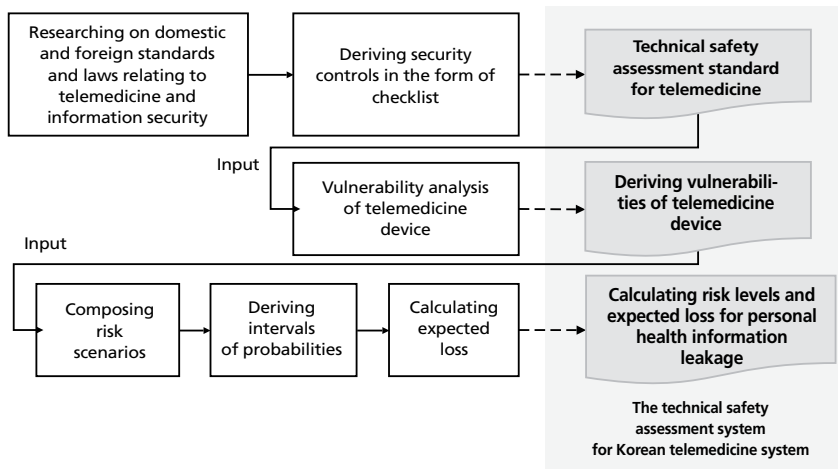 Researching on domestic
and foreign standards
and laws relating to
telemedicine and
information security
Deriving security
controls in the form of
checklist
Technical safety
assessment standard
for telemedicine
Input
Vulnerability analysis
of telemedicine
device
Deriving vulnerabili-
ties of telemedicine
device
Input
Composing
risk
scenarios
Deriving
intervals
of probabilities
Calculating
expected
loss
Calculating risk levels and
expected loss for personal
health information
leakage
The technical safety
assessment system
for Korean telemedicine system